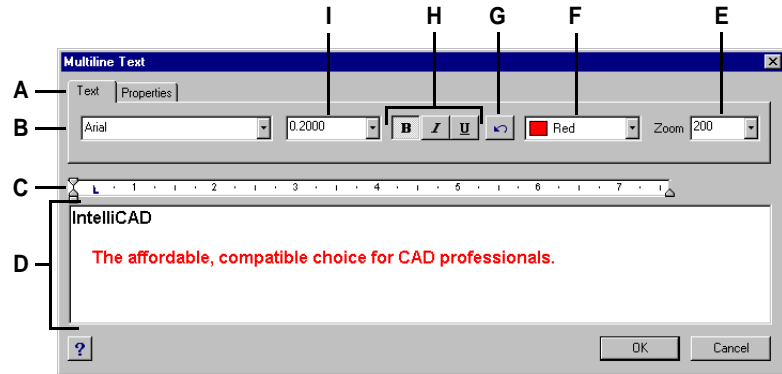 I H G F E
Multiline Text
A Text Properties
B Arial 0.2000 B I U Red Zoom 200
C 1 2 3 4 5 6 7
IntelliCAD
D The affordable, compatible choice for CAD professionals.
? OK Cancel